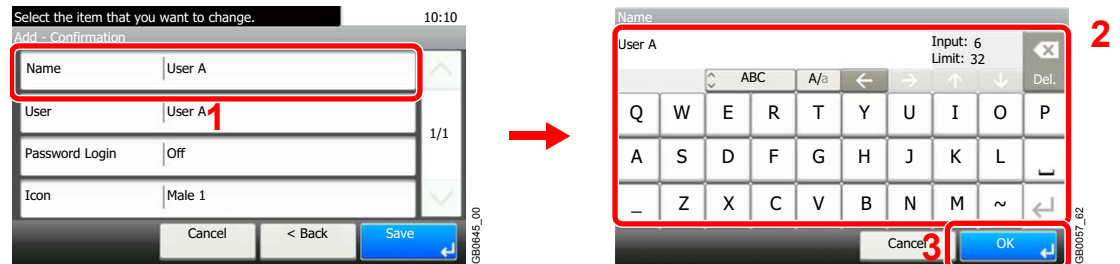 Select the item that you want to change. 10:10
Add - Confirmation
Name User A
1
User User A
1/1
Password Login Off
Icon Male 1
Cancel < Back Save
GB0645_00
Name
2
User A Input: 6
Limit: 32
ABC A/a Del.
Q W E R T Y U I O P
A S D F G H J K L
_ Z X C V B N M ~
Cancel 3 OK
GB0057_62